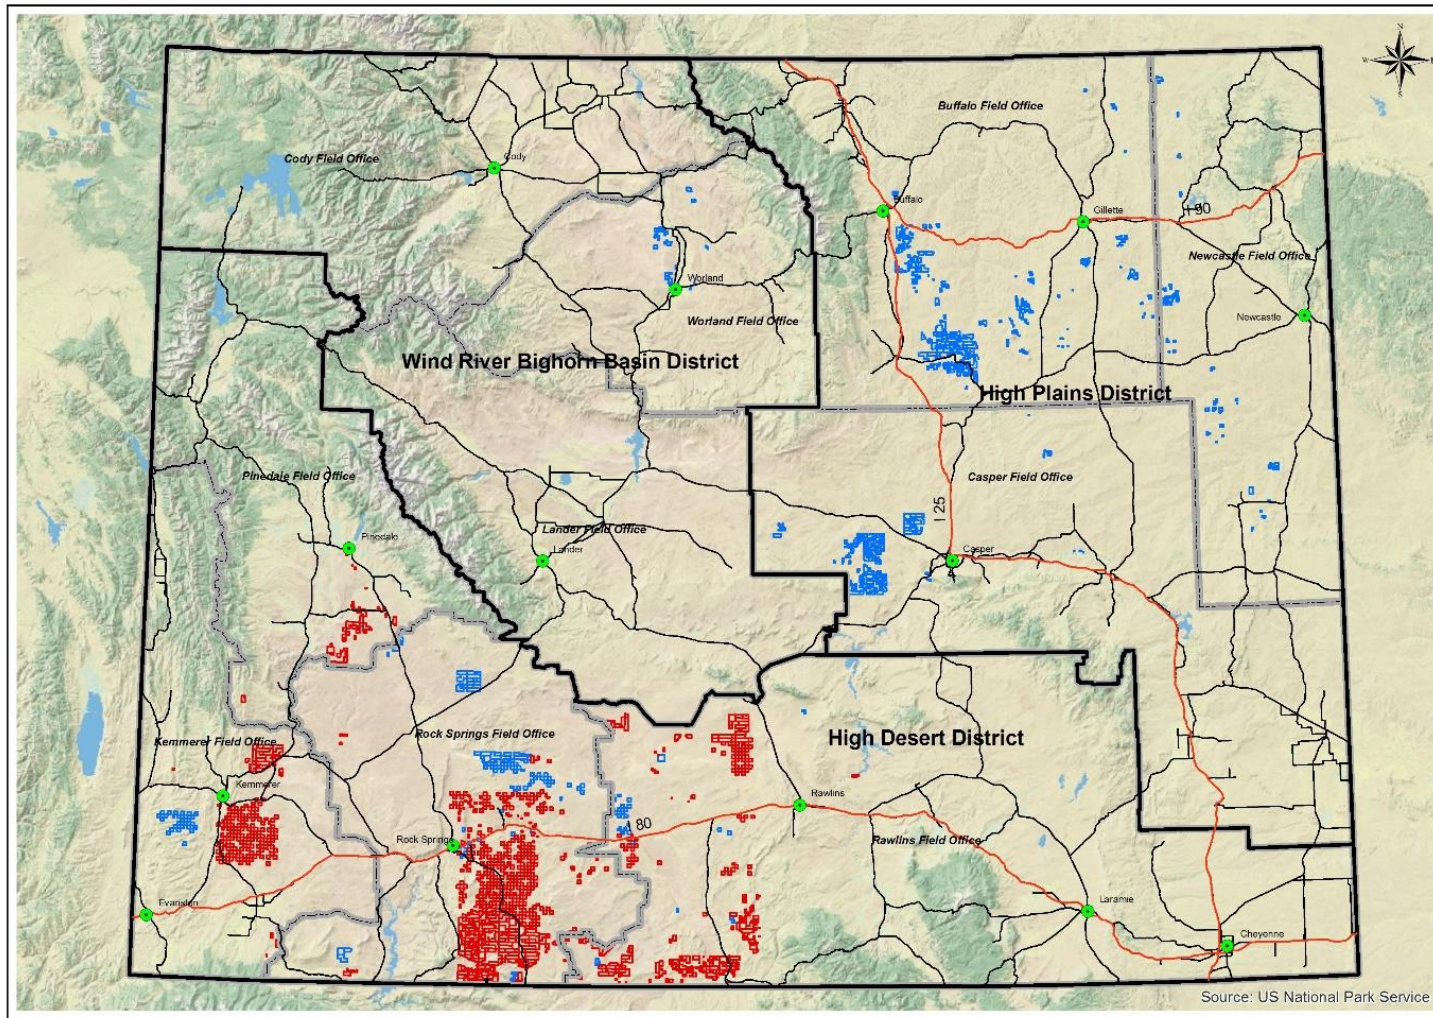 N
W
E
S
Buffalo Field Office
Cody Field Office
Cody
Buffalo
Gillette
I 90
Newcastle Field Office
Worland
Newcastle
Worland Field Office
Wind River Bighorn Basin District
High Plains District
Pinedale Field Office
Casper Field Office
I 25
Lander Field Office
Pinedale
Lander
Casper
Rock Springs Field Office
High Desert District
Kemmerer Field Office
Kemmerer
Rawlins
I 80
Rock Springs
Rawlins Field Office
Evanston
Laramie
Cheyenne
Source: US National Park Service